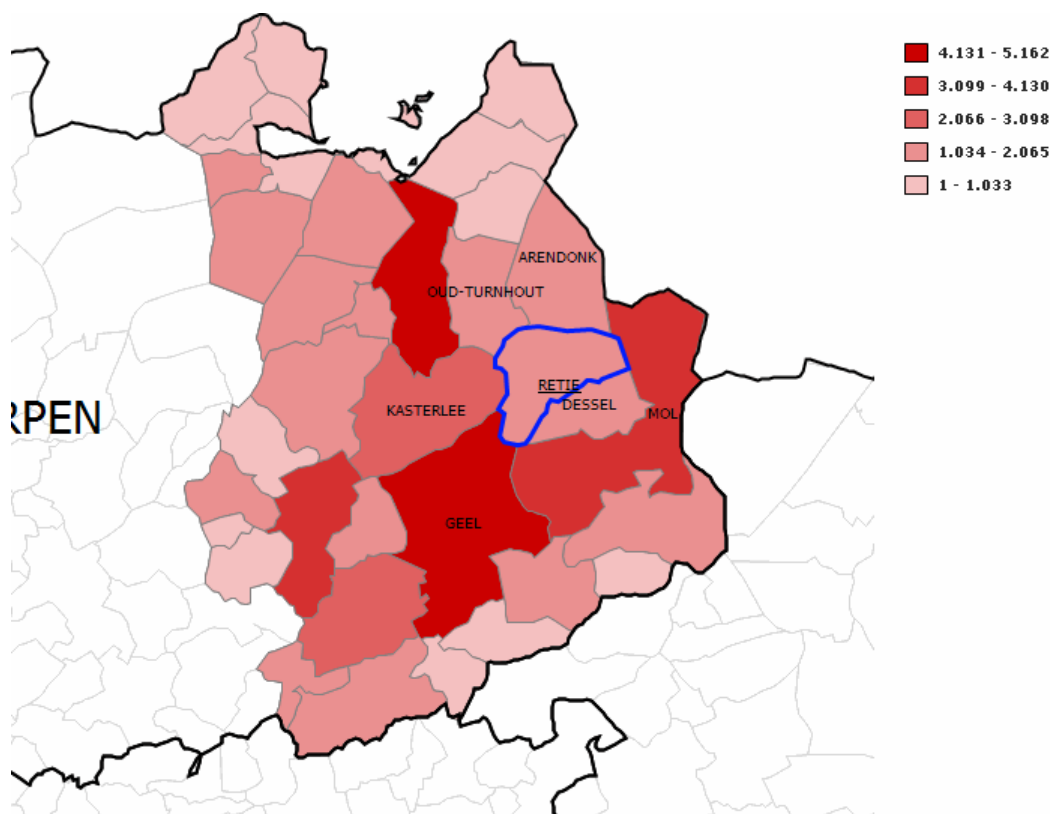 4.131 - 5.162
3.099 - 4.130
2.066 - 3.098
1.034 - 2.065
1 - 1.033
ARENDONK
OUD-TURNHOUT
RETIE
DESSEL
KASTERLEE
MOL
RPEN
GEEL